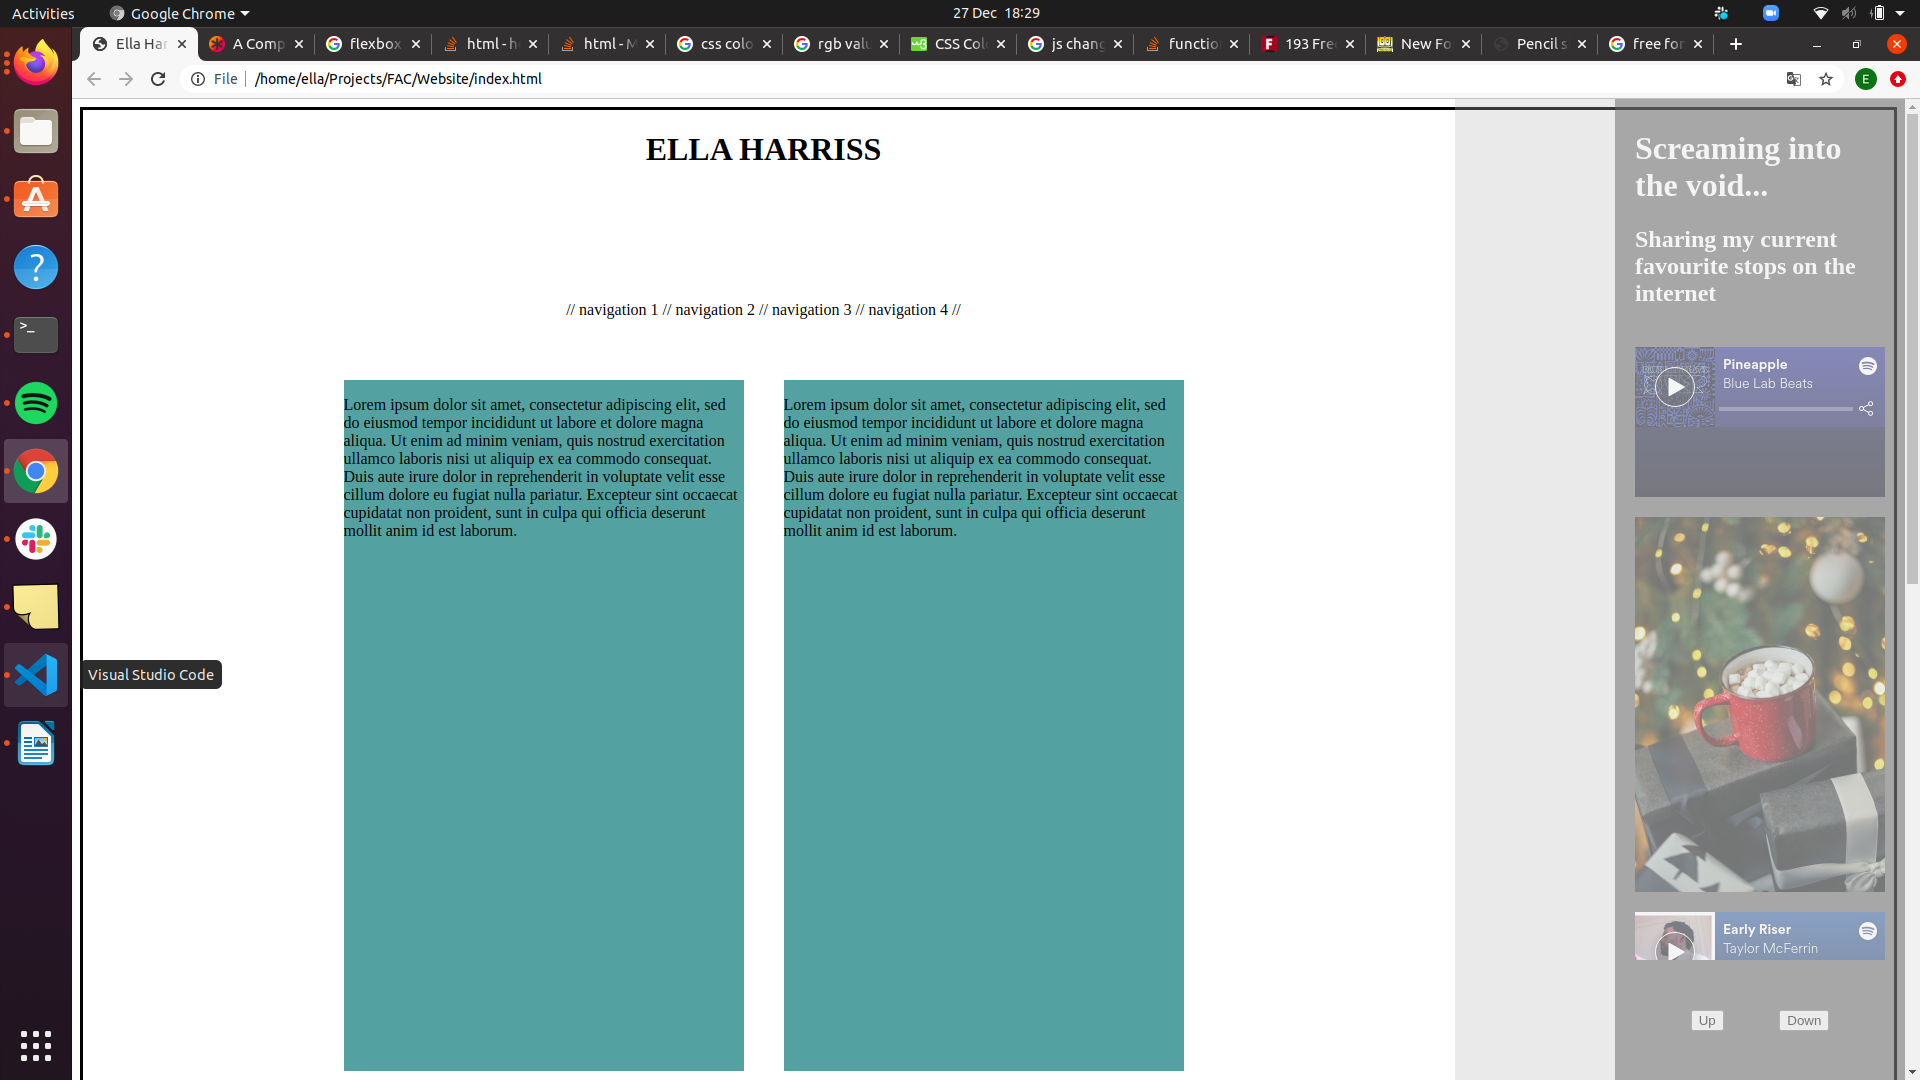 Activities
Google Chrome
27 Dec 18:29
Ella Har
A Comp
flexbox
html - h
html - M
css colo
rgb valu
CSS Col
js chang
functio
193 Fre
New Fo
Pencil s
free for
File
/home/ella/Projects/FAC/Website/index.html
E
ELLA HARRISS
// navigation 1 // navigation 2 // navigation 3 // navigation 4 //
Lorem ipsum dolor sit amet, consectetur adipiscing elit, sed
do eiusmod tempor incididunt ut labore et dolore magna
aliqua. Ut enim ad minim veniam, quis nostrud exercitation
ullamco laboris nisi ut aliquip ex ea commodo consequat.
Duis aute irure dolor in reprehenderit in voluptate velit esse
cillum dolore eu fugiat nulla pariatur. Excepteur sint occaecat
cupidatat non proident, sunt in culpa qui officia deserunt
mollit anim id est laborum.
Lorem ipsum dolor sit amet, consectetur adipiscing elit, sed
do eiusmod tempor incididunt ut labore et dolore magna
aliqua. Ut enim ad minim veniam, quis nostrud exercitation
ullamco laboris nisi ut aliquip ex ea commodo consequat.
Duis aute irure dolor in reprehenderit in voluptate velit esse
cillum dolore eu fugiat nulla pariatur. Excepteur sint occaecat
cupidatat non proident, sunt in culpa qui officia deserunt
mollit anim id est laborum.
Visual Studio Code
Screaming into
the void...
Sharing my current
favourite stops on the
internet
Pineapple
Blue Lab Beats
Early Riser
Taylor McFerrin
Up
Down